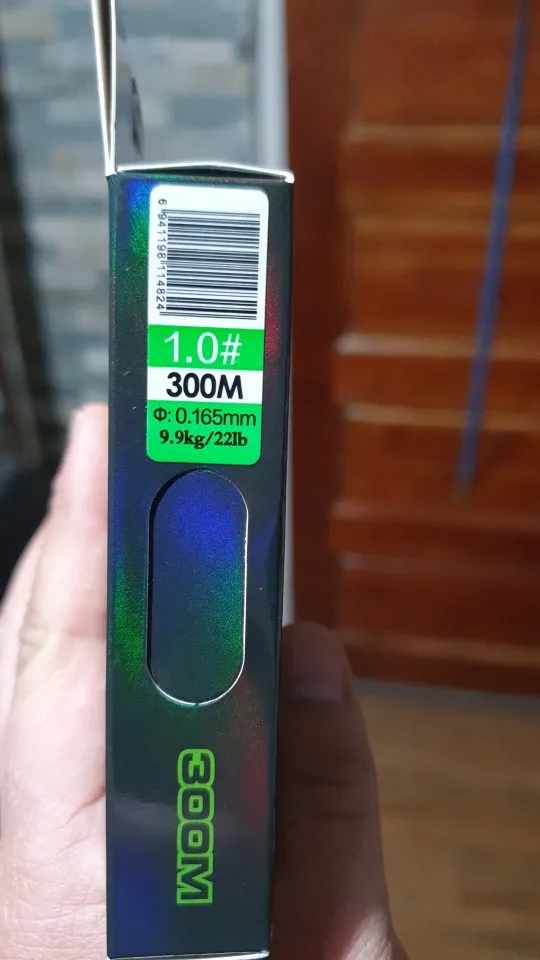 6 941198 114824
1.0#
300M
Φ: 0.165mm
9.9kg/22lb
300M